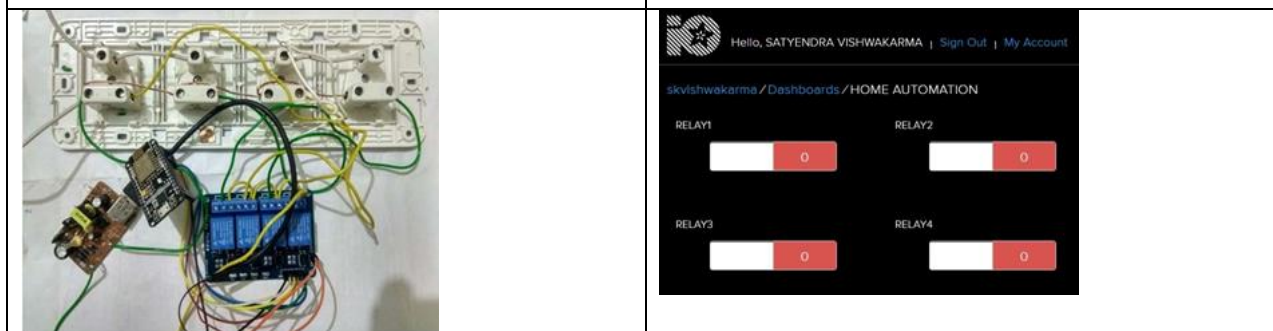 Hello, SATYENDRA VISHWAKARMA | Sign Out | My Account
skvishwakarma / Dashboards / HOME AUTOMATION
RELAY1 RELAY2
0 0
RELAY3 RELAY4
0 0